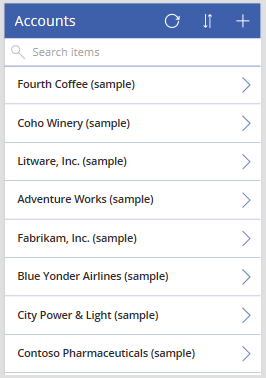 Accounts
Search items
Fourth Coffee (sample)
Coho Winery (sample)
Litware, Inc. (sample)
Adventure Works (sample)
Fabrikam, Inc. (sample)
Blue Yonder Airlines (sample)
City Power & Light (sample)
Contoso Pharmaceuticals (sample)